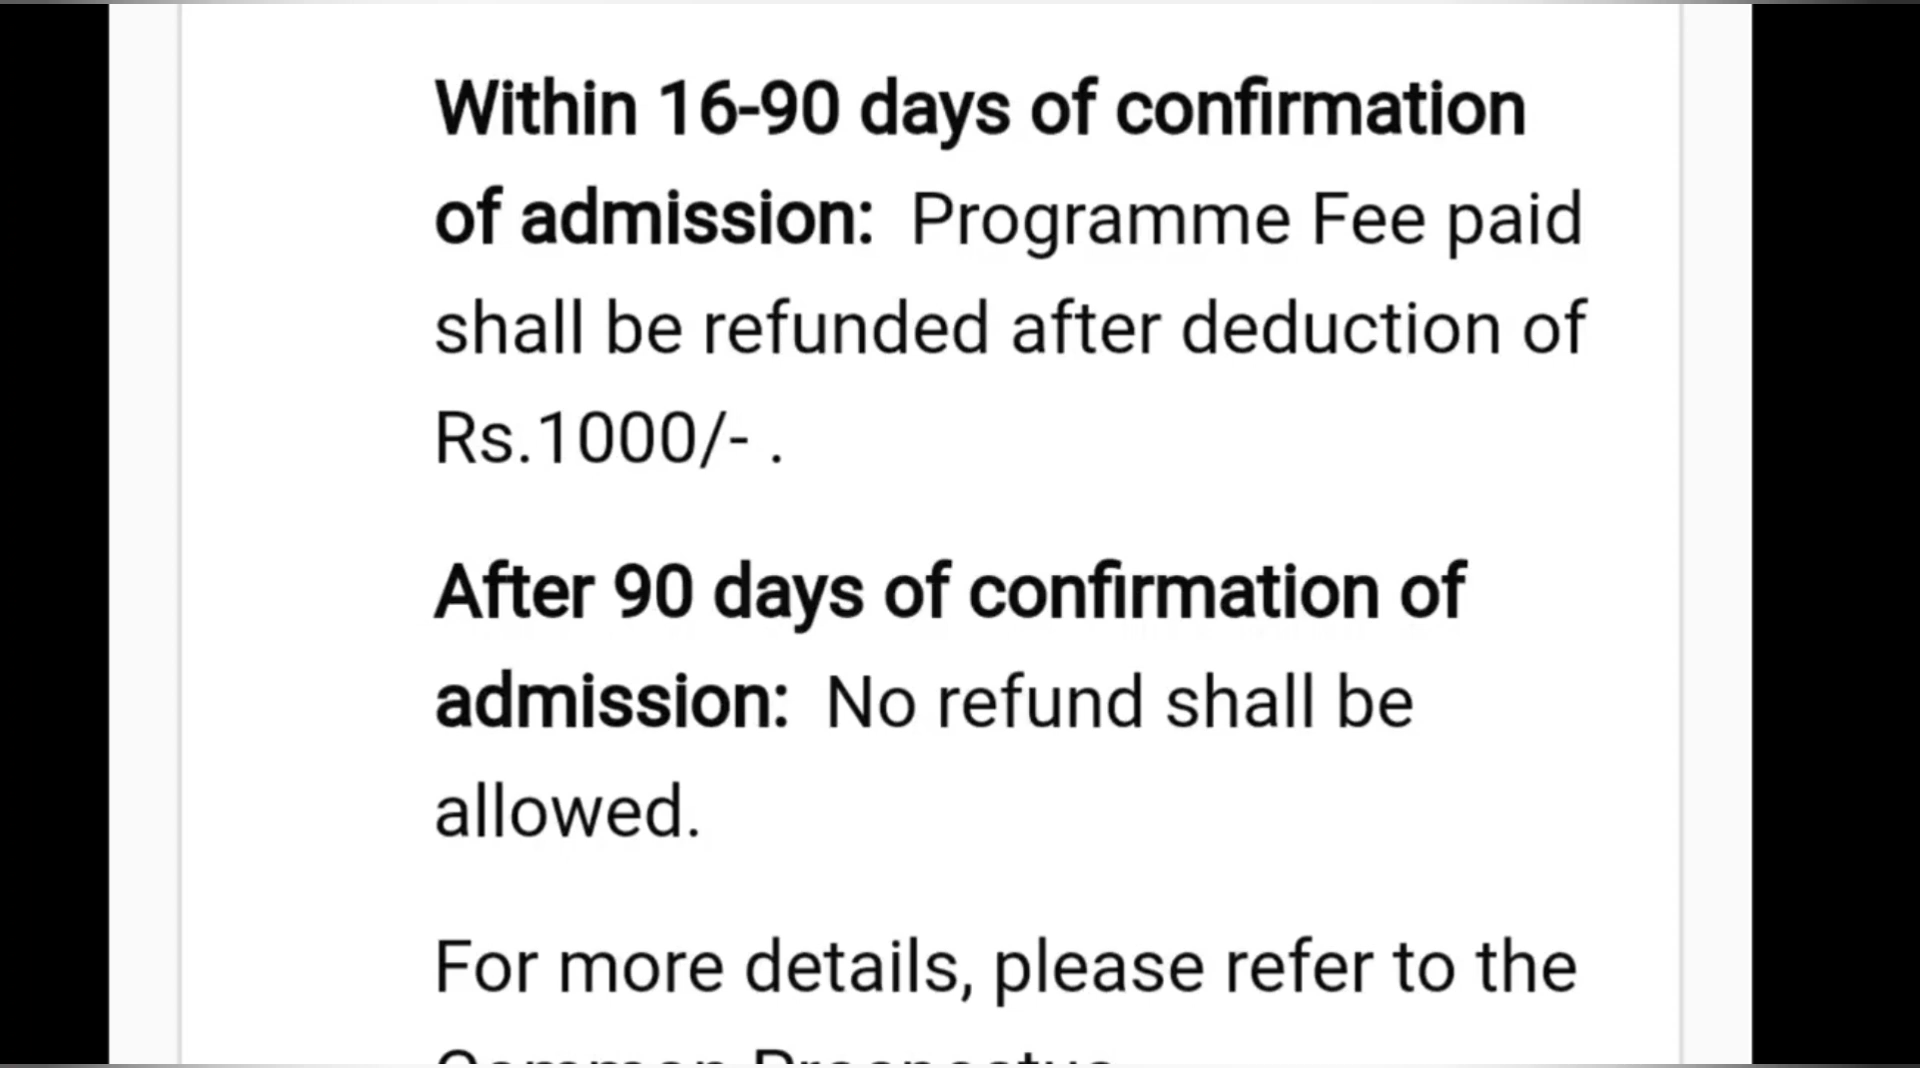 Within 16-90 days of confirmation
of admission: Programme Fee paid
shall be refunded after deduction of
Rs.1000/- .
After 90 days of confirmation of
admission: No refund shall be
allowed.
For more details, please refer to the
Common Prospectus